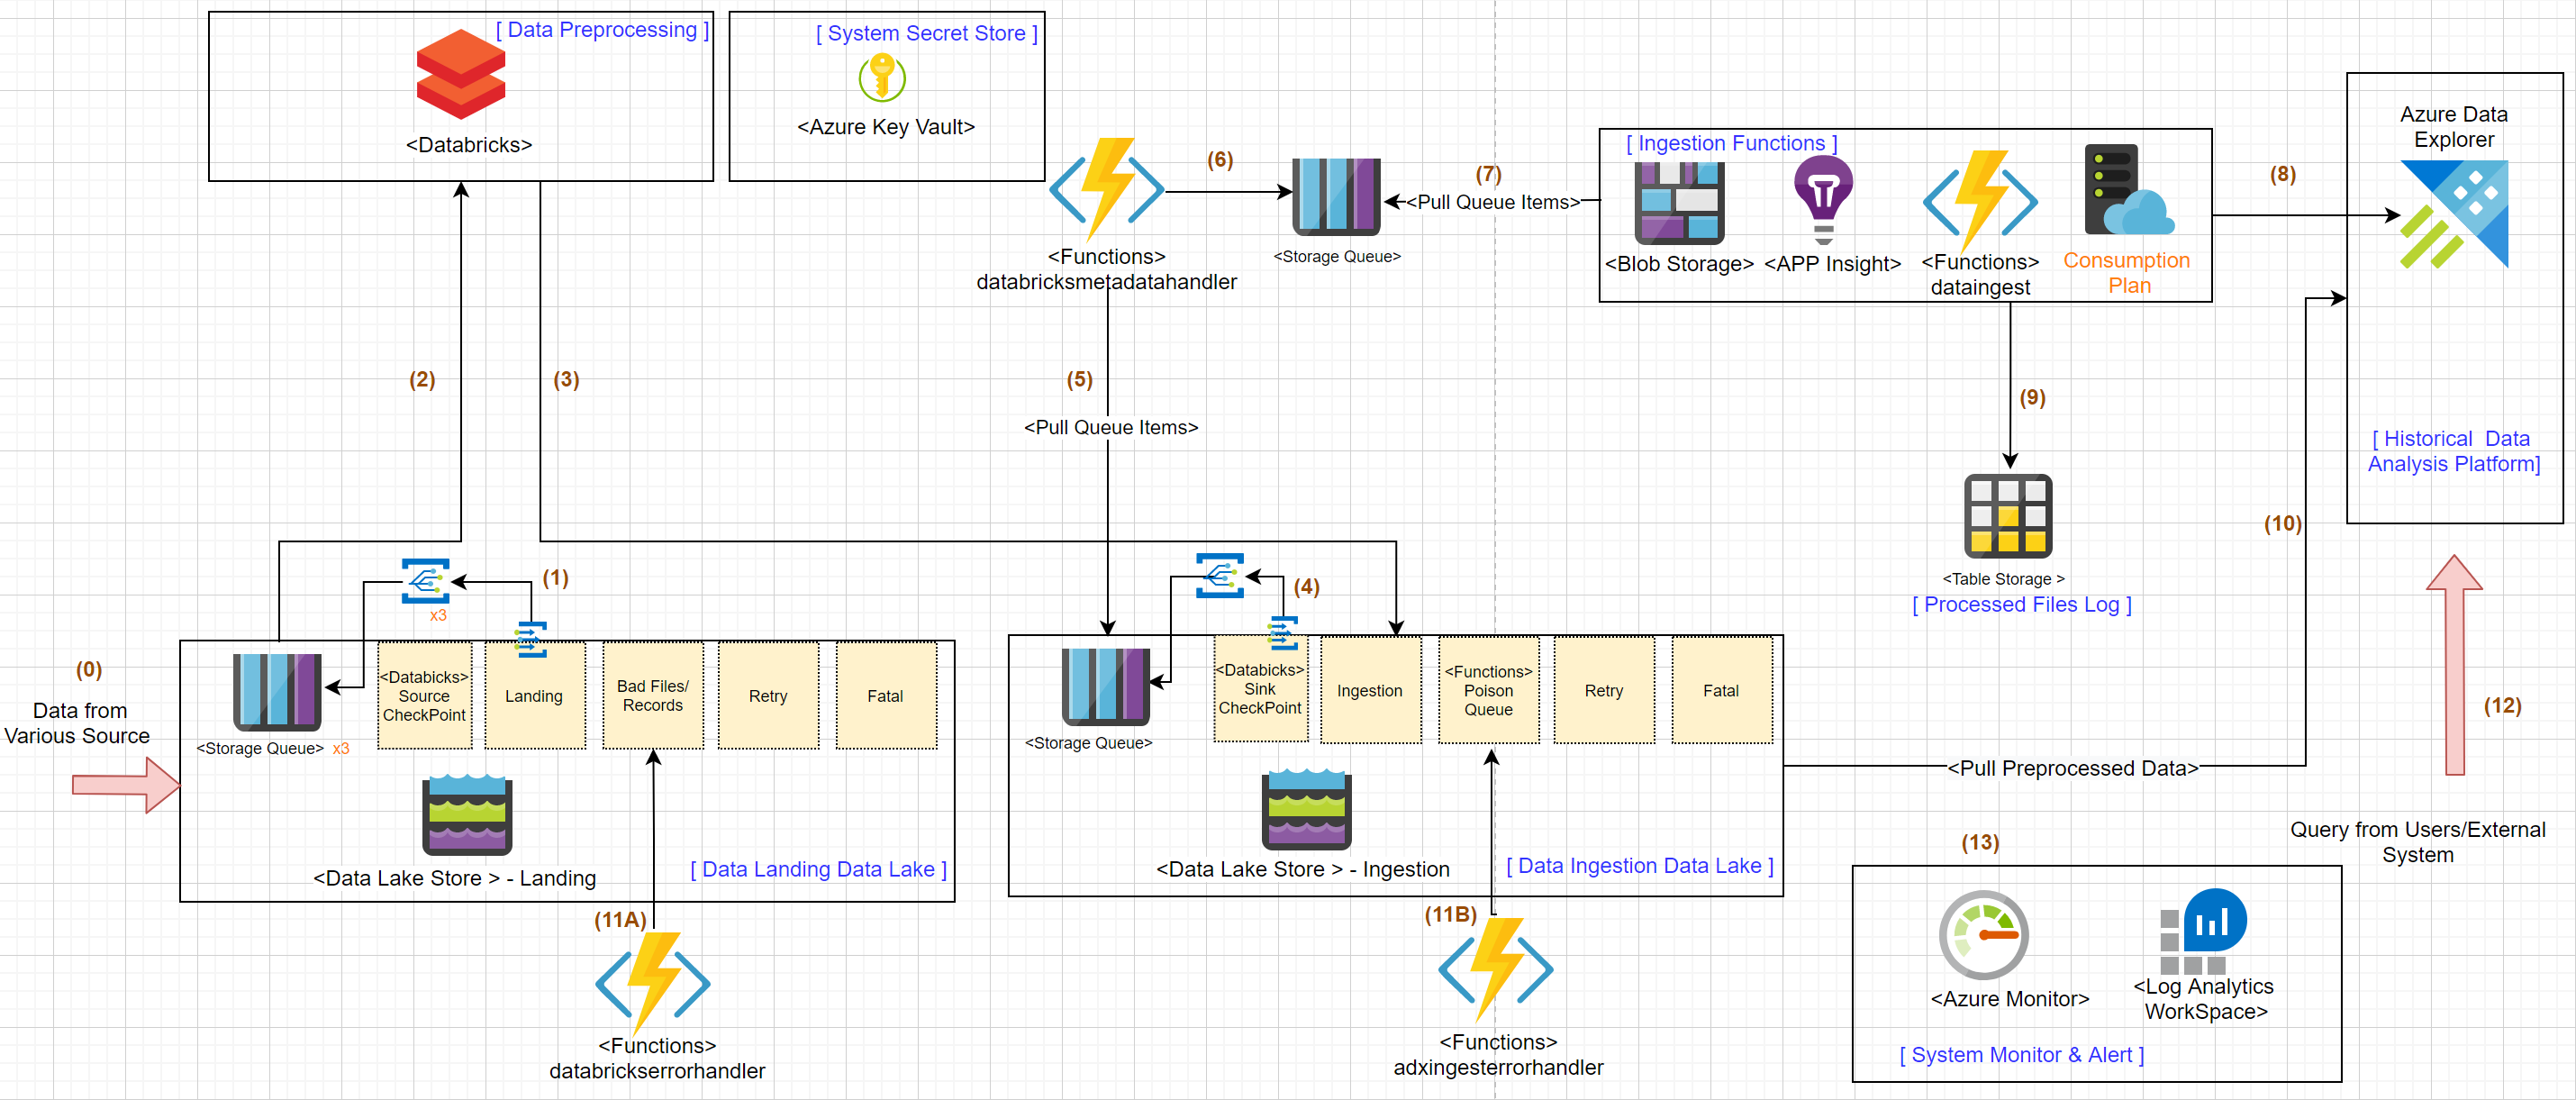 [ Data Preprocessing ]
<Databricks>
[ System Secret Store ]
<Azure Key Vault>
<Functions>
databricksmetadatahandler
(6)
<Storage Queue>
(7)
<Pull Queue Items>
[ Ingestion Functions ]
<Blob Storage>
<APP Insight>
<Functions>
dataingest
Consumption
Plan
(8)
Azure Data
Explorer
[ Historical  Data
Analysis Platform]
(2)
(3)
(5)
<Pull Queue Items>
(9)
<Table Storage >
[ Processed Files Log ]
(10)
(0)
Data from
Various Source
(1)
x3
<Storage Queue> x3
<Databicks>
Source
CheckPoint
Landing
Bad Files/
Records
Retry
Fatal
<Data Lake Store > - Landing
[ Data Landing Data Lake ]
(4)
<Storage Queue>
<Databicks>
Sink
CheckPoint
Ingestion
<Functions>
Poison
Queue
Retry
Fatal
<Data Lake Store > - Ingestion
[ Data Ingestion Data Lake ]
<Pull Preprocessed Data>
(12)
Query from Users/External
System
(11A)
<Functions>
databrickserrorhandler
(11B)
<Functions>
adxingesterrorhandler
(13)
<Azure Monitor>
<Log Analytics
WorkSpace>
[ System Monitor & Alert ]